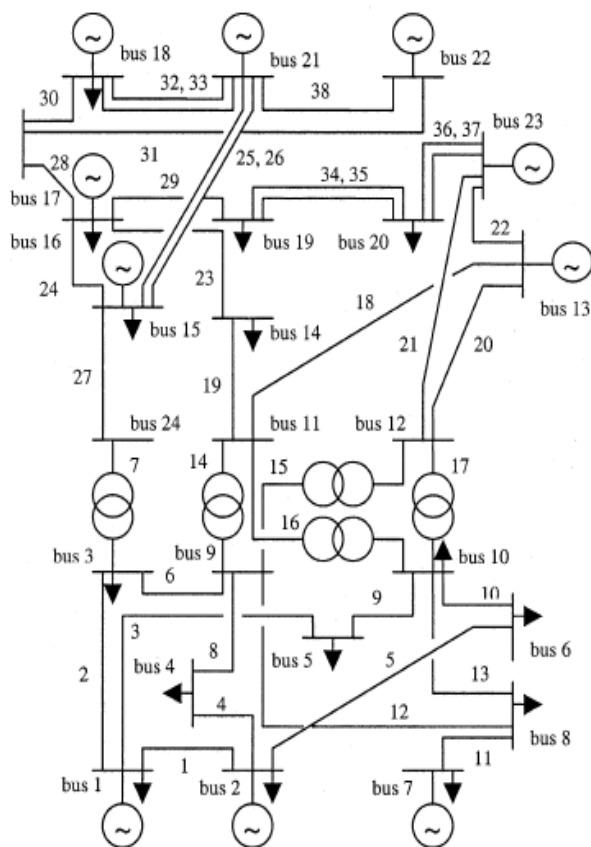 ~ ~ ~
bus 18 bus 21 bus 22
32, 33 38
30
36, 37 bus 23
31 25, 26 34, 35 ~
28 ~ 29
bus 17
bus 16 bus 19 bus 20 22
~ 23 18 ~
24 bus 15 bus 14 bus 13
21 20
27 19
bus 24 bus 11 bus 12
7 14 15 17
16
bus 3 bus 9 bus 10
6 9 10
3
bus 4 8 bus 5 5 bus 6
2 13
4 12
bus 8
1 11
bus 1 bus 2 bus 7
~ ~ ~